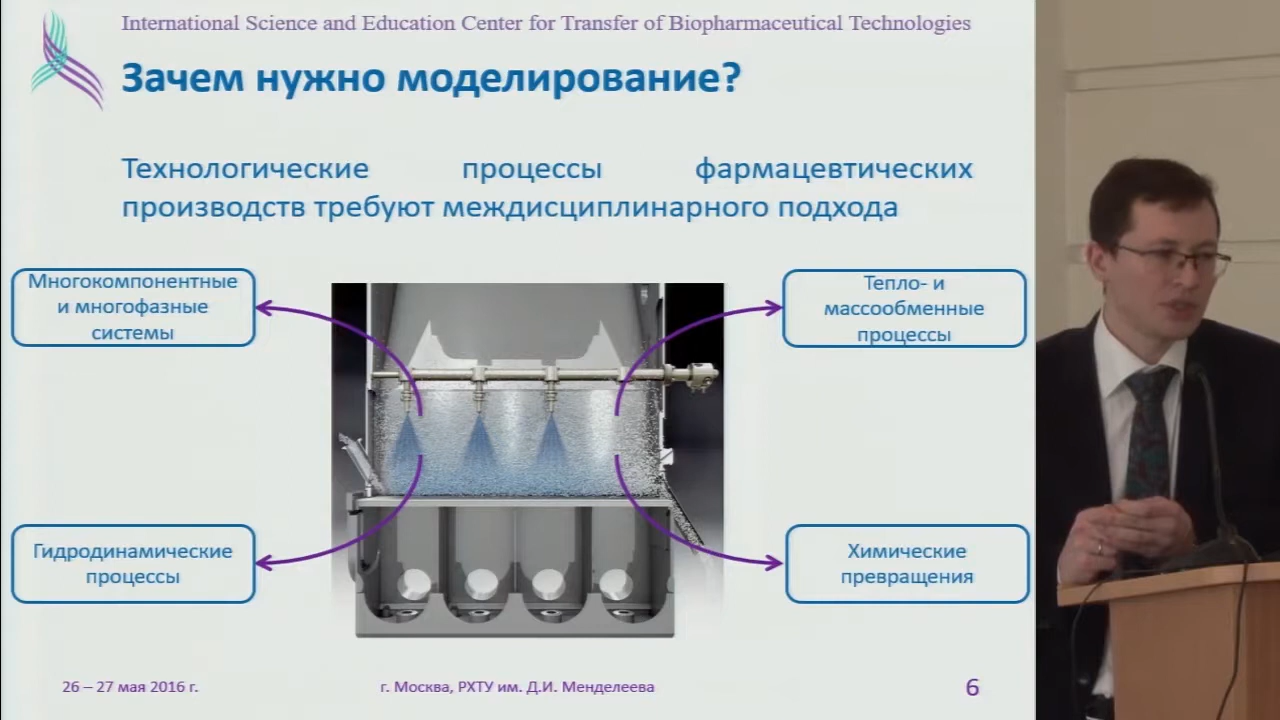 International Science and Education Center for Transfer of Biopharmaceutical Technologies
Зачем нужно моделирование?
Технологические процессы фармацевтических
производств требуют междисциплинарного подхода
Многокомпонентные
и многофазные
системы
Тепло- и
массообменные
процессы
Гидродинамические
процессы
Химические
превращения
26 – 27 мая 2016 г.
г. Москва, РХТУ им. Д.И. Менделеева
6